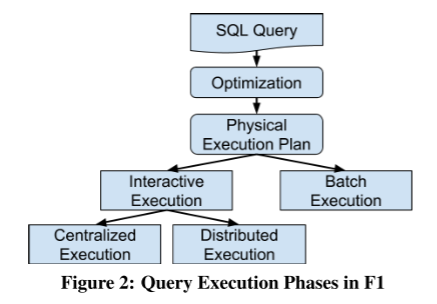 SQL Query
Optimization
Physical
Execution Plan
Interactive
Execution
Batch
Execution
Centralized
Execution
Distributed
Execution
Figure 2: Query Execution Phases in F1